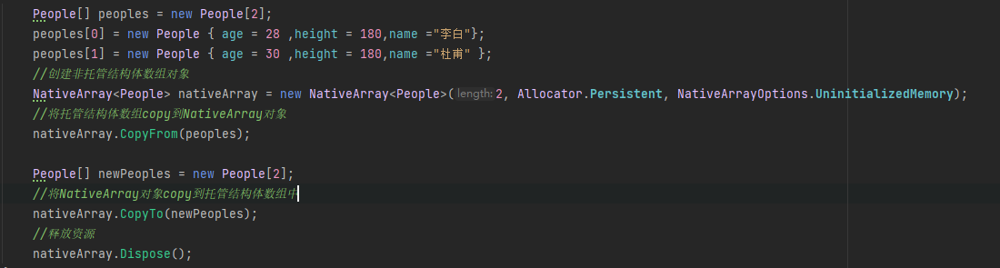 People[] peoples = new People[2];
peoples[0] = new People { age = 28 ,height = 180,name ="李白"};
peoples[1] = new People { age = 30 ,height = 180,name ="杜甫" };
//创建非托管结构体数组对象
NativeArray<People> nativeArray = new NativeArray<People>(length: 2, Allocator.Persistent, NativeArrayOptions.UninitializedMemory);
//将托管结构体数组copy到NativeArray对象
nativeArray.CopyFrom(peoples);
People[] newPeoples = new People[2];
//将NativeArray对象copy到托管结构体数组中
nativeArray.CopyTo(newPeoples);
//释放资源
nativeArray.Dispose();